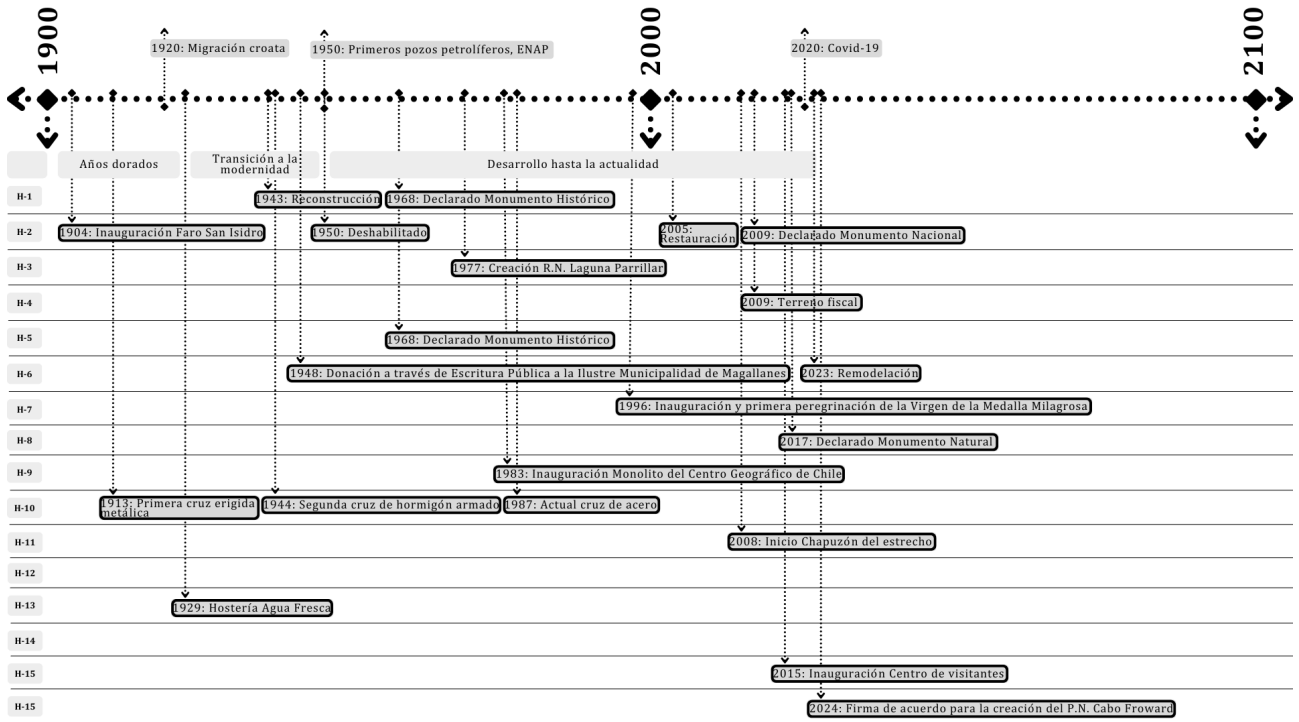 1900
2000
2100
1920: Migración croata
1950: Primeros pozos petrolíferos, ENAP
2020: Covid-19
Años dorados
Transición a la
modernidad
Desarrollo hasta la actualidad
H-1
1943: Reconstrucción
1968: Declarado Monumento Histórico
H-2
1904: Inauguración Faro San Isidro
1950: Deshabilitado
2005:
Restauración
2009: Declarado Monumento Nacional
H-3
1977: Creación R.N. Laguna Parrillar
H-4
2009: Terreno fiscal
H-5
1968: Declarado Monumento Histórico
H-6
1948: Donación a través de Escritura Pública a la Ilustre Municipalidad de Magallanes
2023: Remodelación
H-7
1996: Inauguración y primera peregrinación de la Virgen de la Medalla Milagrosa
H-8
2017: Declarado Monumento Natural
H-9
1983: Inauguración Monolito del Centro Geográfico de Chile
H-10
1913: Primera cruz erigida
metálica
1944: Segunda cruz de hormigón armado
1987: Actual cruz de acero
H-11
2008: Inicio Chapuzón del estrecho
H-12
H-13
1929: Hostería Agua Fresca
H-14
H-15
2015: Inauguración Centro de visitantes
H-15
2024: Firma de acuerdo para la creación del P.N. Cabo Froward